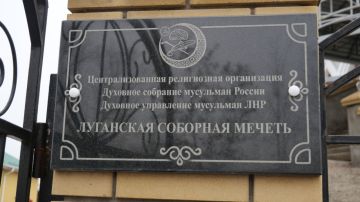 Централизованная религиозная организация
Духовное собрание мусульман России
Духовное управление мусульман ЛНР
ЛУГАНСКАЯ СОБОРНАЯ МЕЧЕТЬ